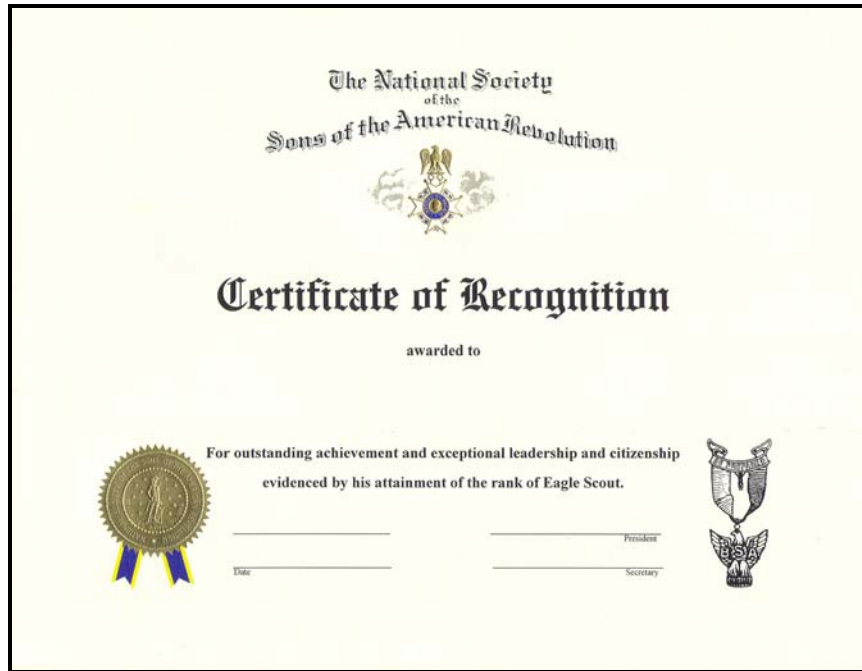 The National Society
of the
Sons of the American Revolution
Certificate of Recognition
awarded to
For outstanding achievement and exceptional leadership and citizenship
evidenced by his attainment of the rank of Eagle Scout.
President
Date
Secretary
BSA